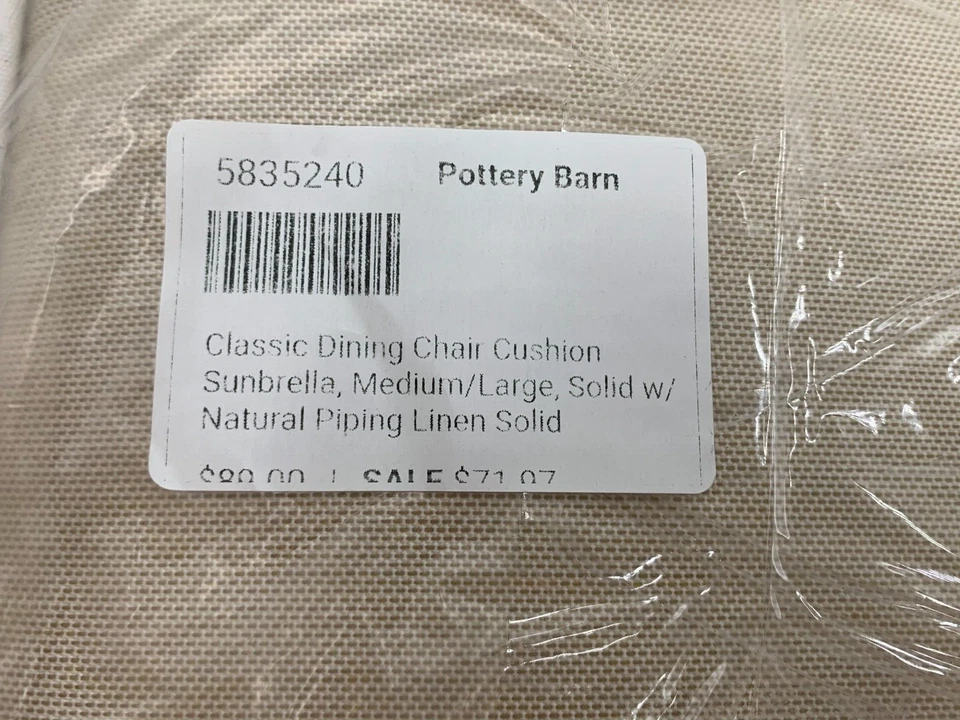 5835240 Pottery Barn
Classic Dining Chair Cushion
Sunbrella, Medium/Large, Solid w/
Natural Piping Linen Solid
SALE